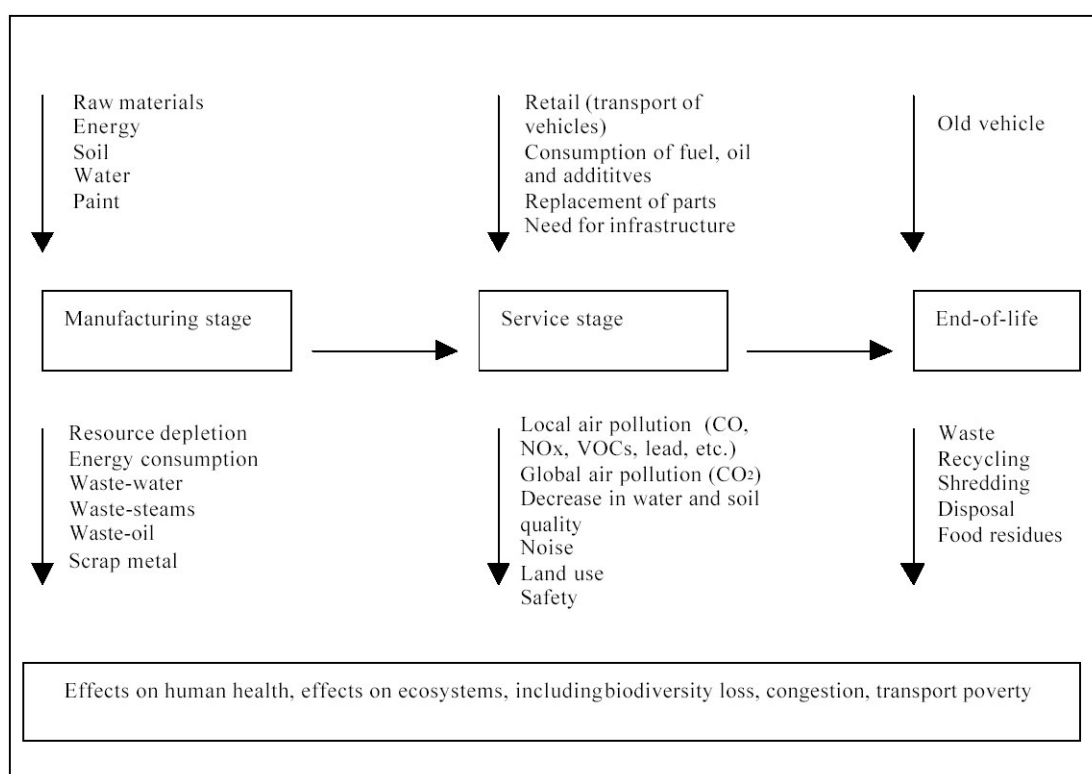 Raw materials
Energy
Soil
Water
Paint
Retail (transport of
vehicles)
Consumption of fuel, oil
and addititves
Replacement of parts
Need for infrastructure
Old vehicle
Manufacturing stage
Service stage
End-of-life
Resource depletion
Energy consumption
Waste-water
Waste-steams
Waste-oil
Scrap metal
Local air pollution (CO,
NOx, VOCs, lead, etc.)
Global air pollution (CO2)
Decrease in water and soil
quality
Noise
Land use
Safety
Waste
Recycling
Shredding
Disposal
Food residues
Effects on human health, effects on ecosystems, including biodiversity loss, congestion, transport poverty